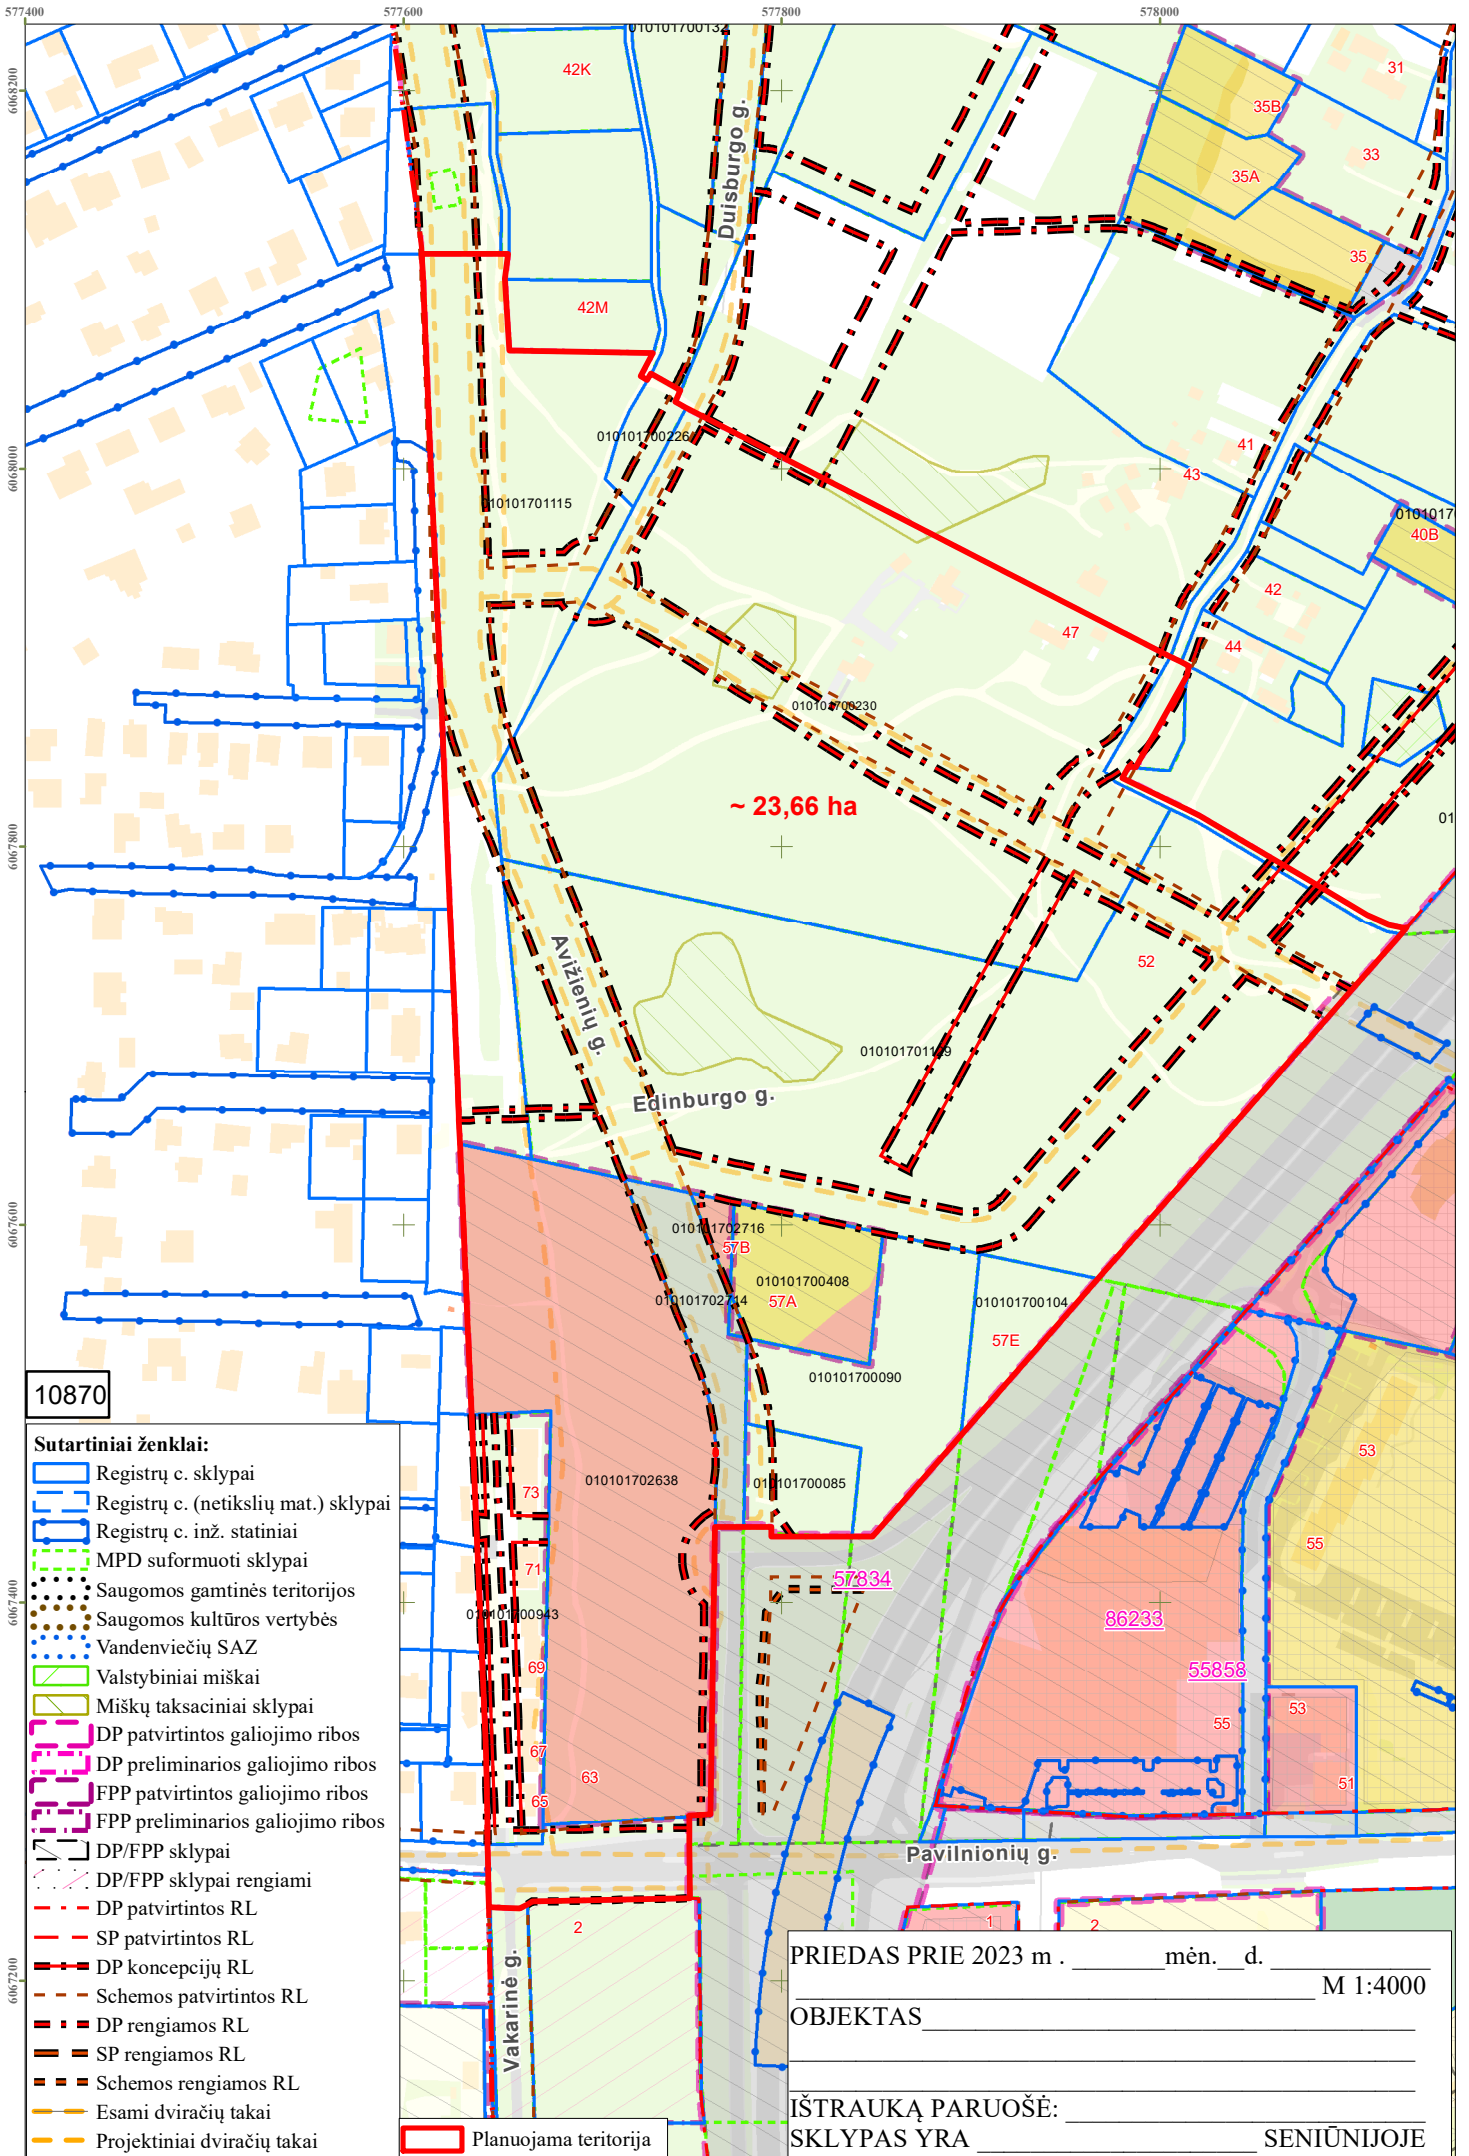 577400
577600
577800
578000
6068200
6068000
6067800
6067600
6067400
6067200
42K
Duisburgo g.
31
35B
33
35A
35
42M
41
43
010101701115
40B
42
47
44
010101700230
~ 23,66 ha
Avižienių g.
52
Edinburgo g.
010101702716
57B
010101700408
57A
010101702714
010101700104
57E
010101700090
10870
53
010101702638
010101700085
73
55
71
57834
010101700943
86233
69
55858
53
55
67
63
51
65
Pavilnionių g.
2
1
2
Vakarinė g.
Sutartiniai ženklai:
Registrų c. sklypai
Registrų c. (netikslių mat.) sklypai
Registrų c. inž. statiniai
MPD suformuoti sklypai
Saugomos gamtinės teritorijos
Saugomos kultūros vertybės
Vandenviečių SAZ
Valstybiniai miškai
Miškų taksaciniai sklypai
DP patvirtintos galiojimo ribos
DP preliminarios galiojimo ribos
FPP patvirtintos galiojimo ribos
FPP preliminarios galiojimo ribos
DP/FPP sklypai
DP/FPP sklypai rengiami
DP patvirtintos RL
SP patvirtintos RL
DP koncepcijų RL
Schemos patvirtintos RL
DP rengiamos RL
SP rengiamos RL
Schemos rengiamos RL
Esami dviračių takai
Projektiniai dviračių takai
Planuojama teritorija
PRIEDAS PRIE 2023 m . _______mėn.__d. ____________
M 1:4000
OBJEKTAS
IŠTRAUKĄ PARUOŠĖ:
SKLYPAS YRA ____________________ SENIŪNIJOJE